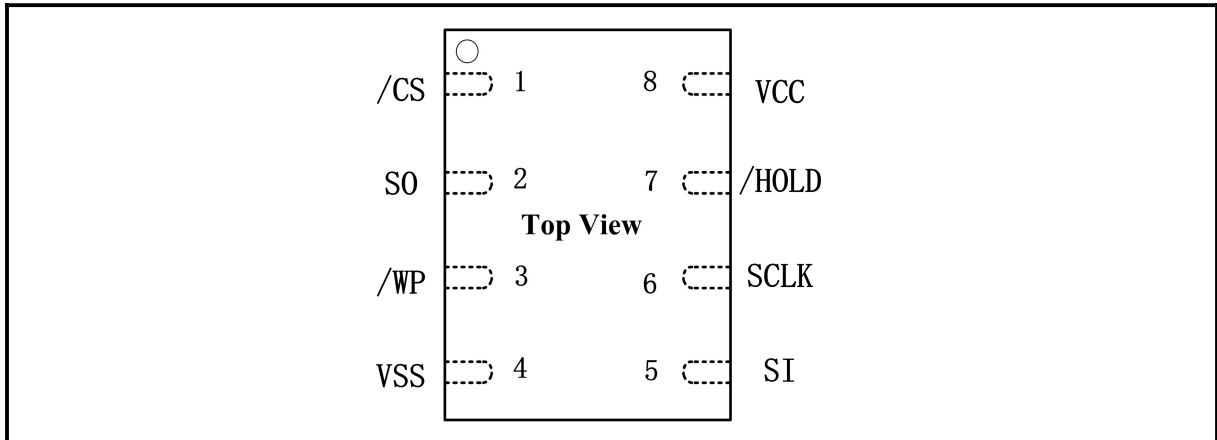 /CS 1 8 VCC
SO 2 7 /HOLD
Top View
/WP 3 6 SCLK
VSS 4 5 SI